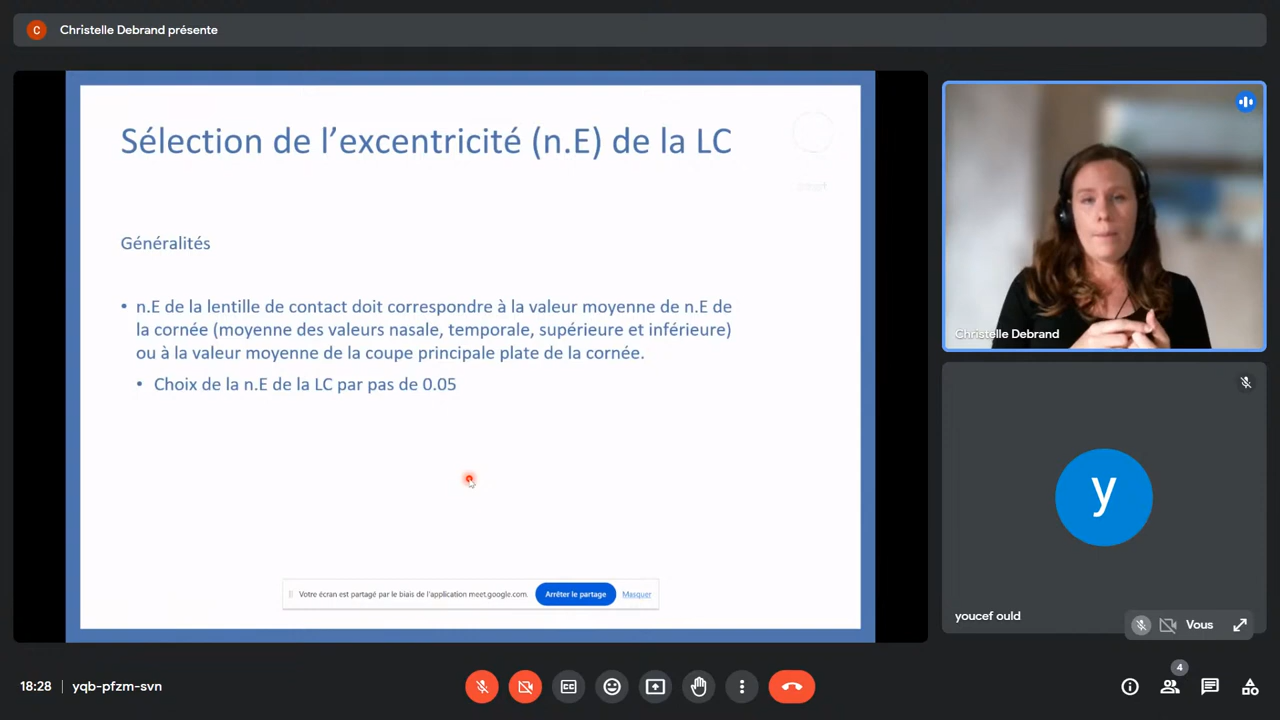 C Christelle Debrand présente
Sélection de l'excentricité (n.E) de la LC
Généralités
• n.E de la lentille de contact doit correspondre à la valeur moyenne de n.E de
la cornée (moyenne des valeurs nasale, temporale, supérieure et inférieure)
ou à la valeur moyenne de la coupe principale plate de la cornée.
• Choix de la n.E de la LC par pas de 0.05
Votre écran est partagé par le biais de l'application meet.google.com. Arrêter le partage Masquer
Christelle Debrand
y
youcef ould
Vous
18:28 | yqb-pfzm-svn
CC
4